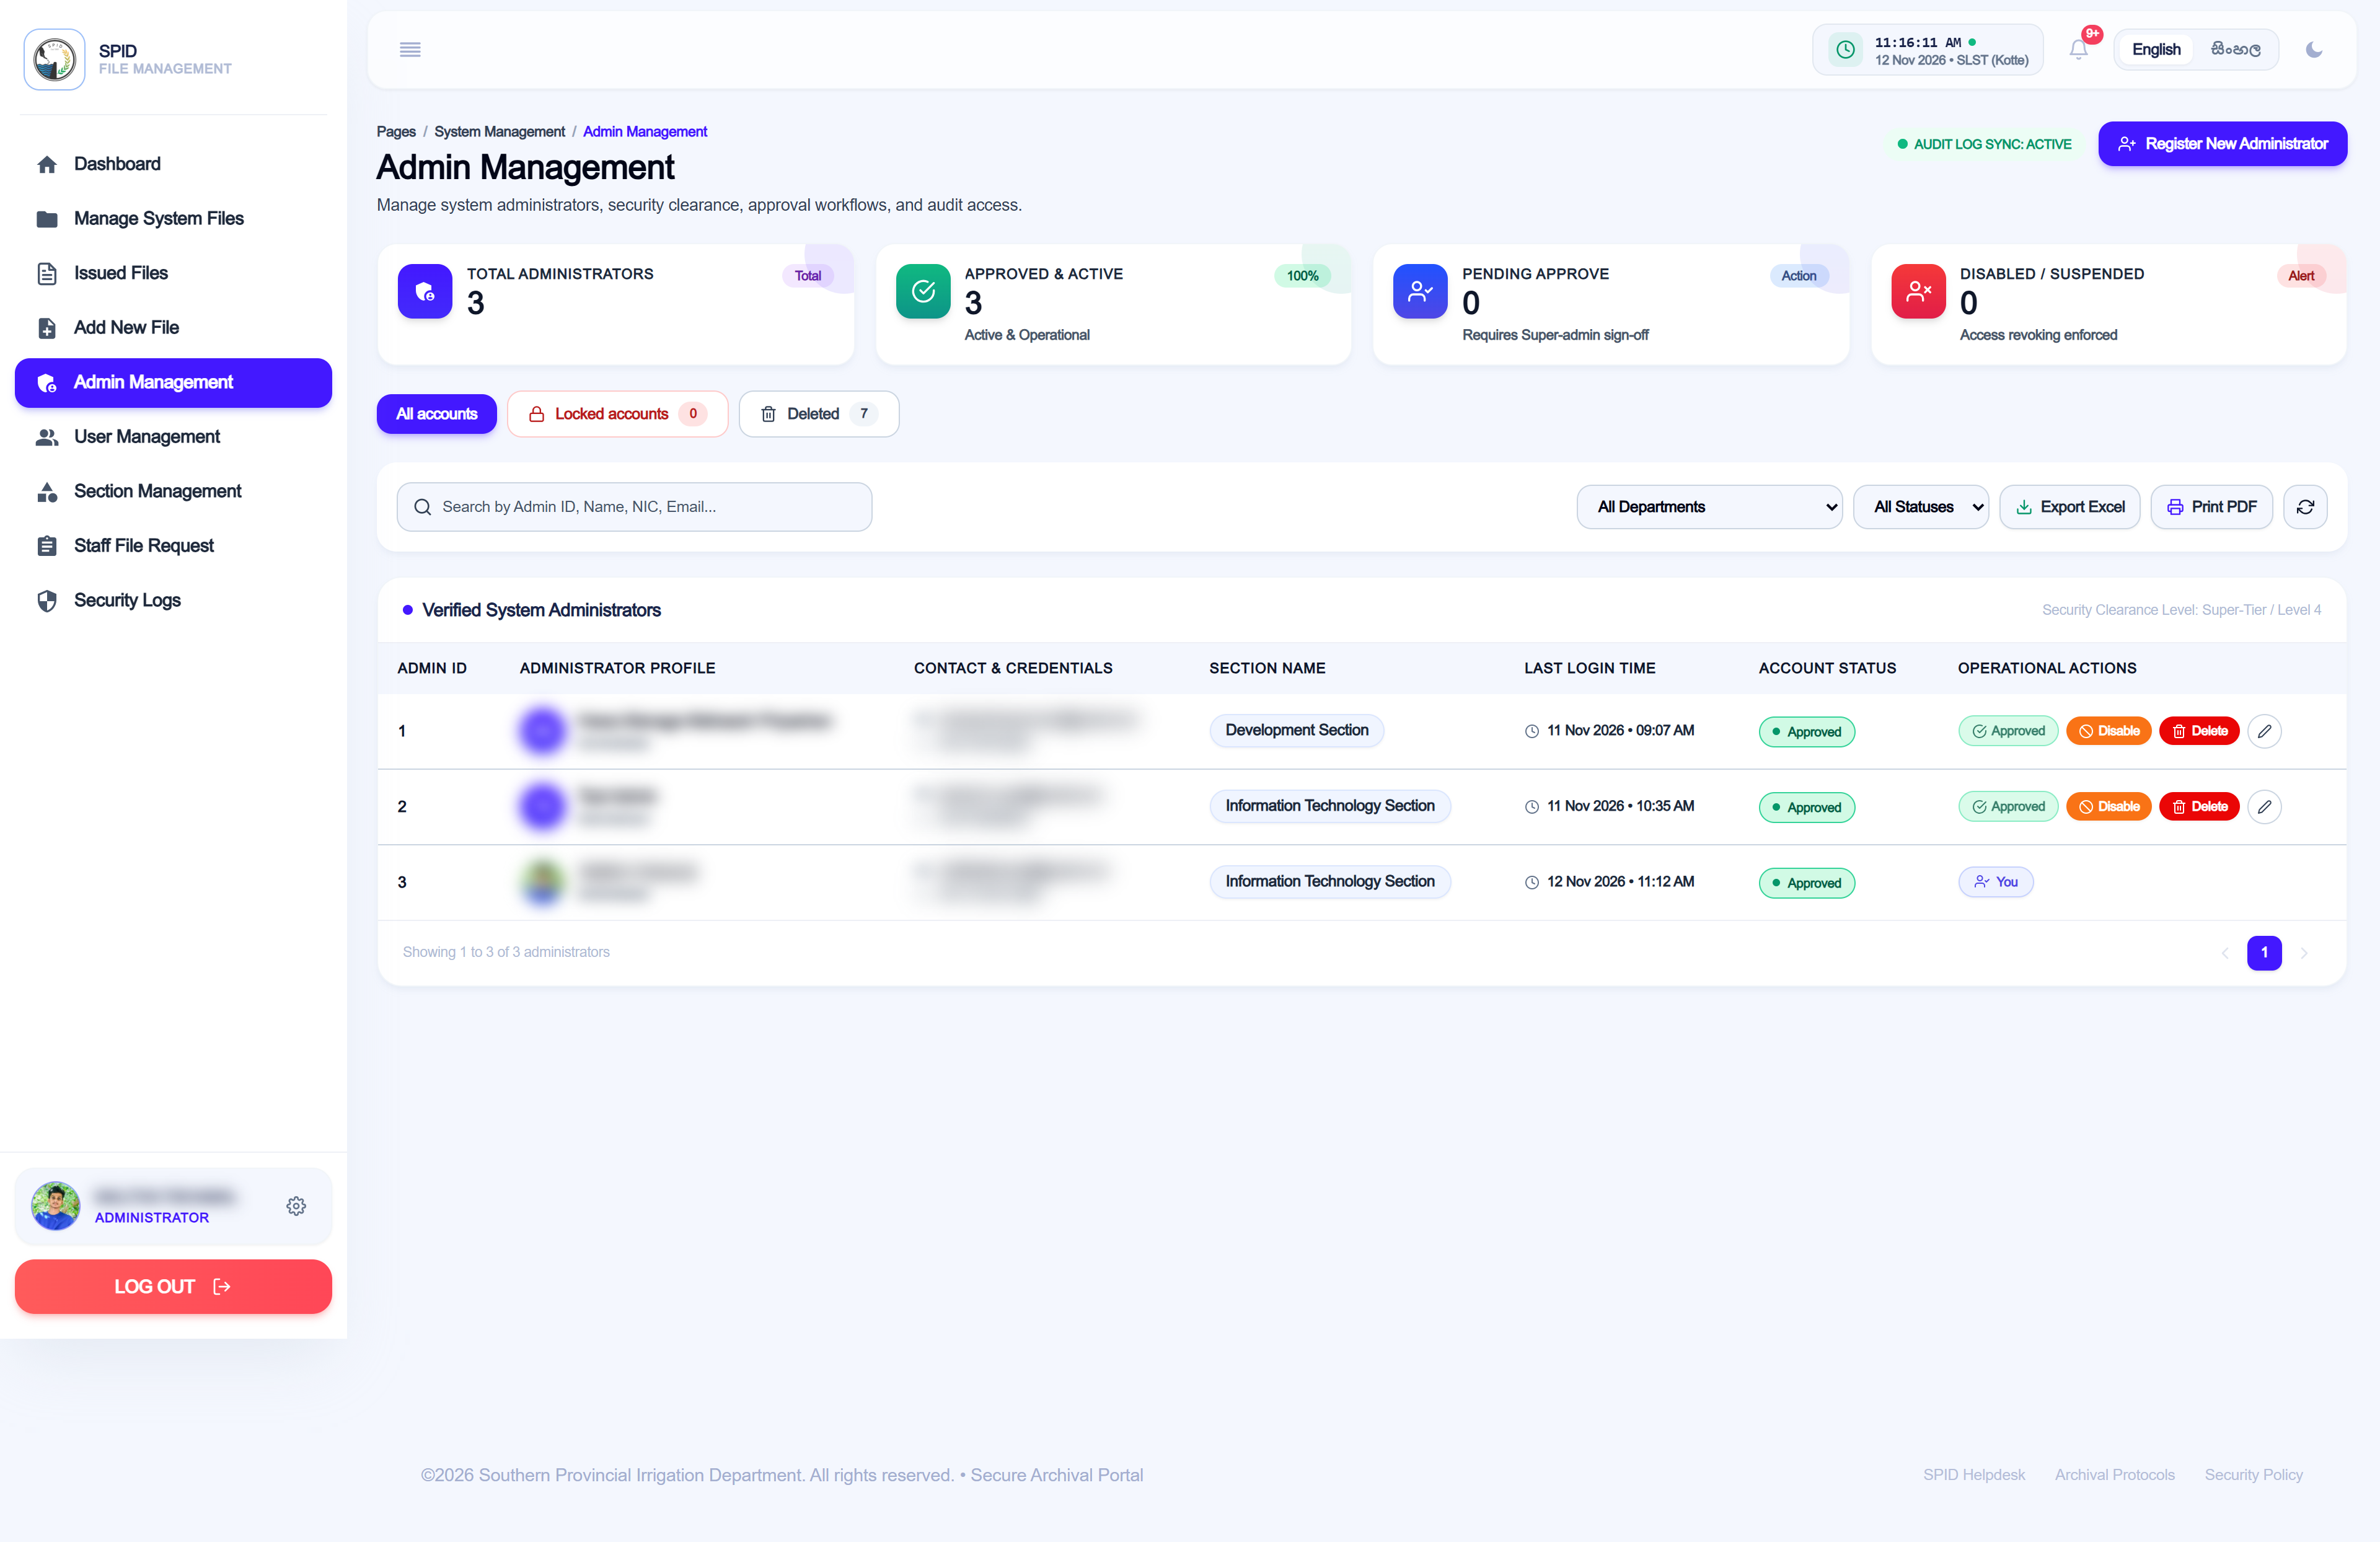 SPID
FILE MANAGEMENT
Dashboard
Manage System Files
Issued Files
Add New File
Admin Management
User Management
Section Management
Staff File Request
Security Logs
ADMINISTRATOR
LOG OUT
11:16:11 AM
12 Nov 2026 • SLST (Kotte)
9+
English
සිංහල
Pages / System Management / Admin Management
Admin Management
Manage system administrators, security clearance, approval workflows, and audit access.
AUDIT LOG SYNC: ACTIVE
Register New Administrator
TOTAL ADMINISTRATORS
3
Total
APPROVED & ACTIVE
3
Active & Operational
100%
PENDING APPROVE
0
Requires Super-admin sign-off
Action
DISABLED / SUSPENDED
0
Access revoking enforced
Alert
All accounts
Locked accounts 0
Deleted 7
Search by Admin ID, Name, NIC, Email...
All Departments
All Statuses
Export Excel
Print PDF
Verified System Administrators
Security Clearance Level: Super-Tier / Level 4
ADMIN ID ADMINISTRATOR PROFILE CONTACT & CREDENTIALS SECTION NAME LAST LOGIN TIME ACCOUNT STATUS OPERATIONAL ACTIONS
1 Development Section 11 Nov 2026 • 09:07 AM Approved Approved Disable Delete
2 Information Technology Section 11 Nov 2026 • 10:35 AM Approved Approved Disable Delete
3 Information Technology Section 12 Nov 2026 • 11:12 AM Approved You
Showing 1 to 3 of 3 administrators
1
©2026 Southern Provincial Irrigation Department. All rights reserved. • Secure Archival Portal
SPID Helpdesk Archival Protocols Security Policy